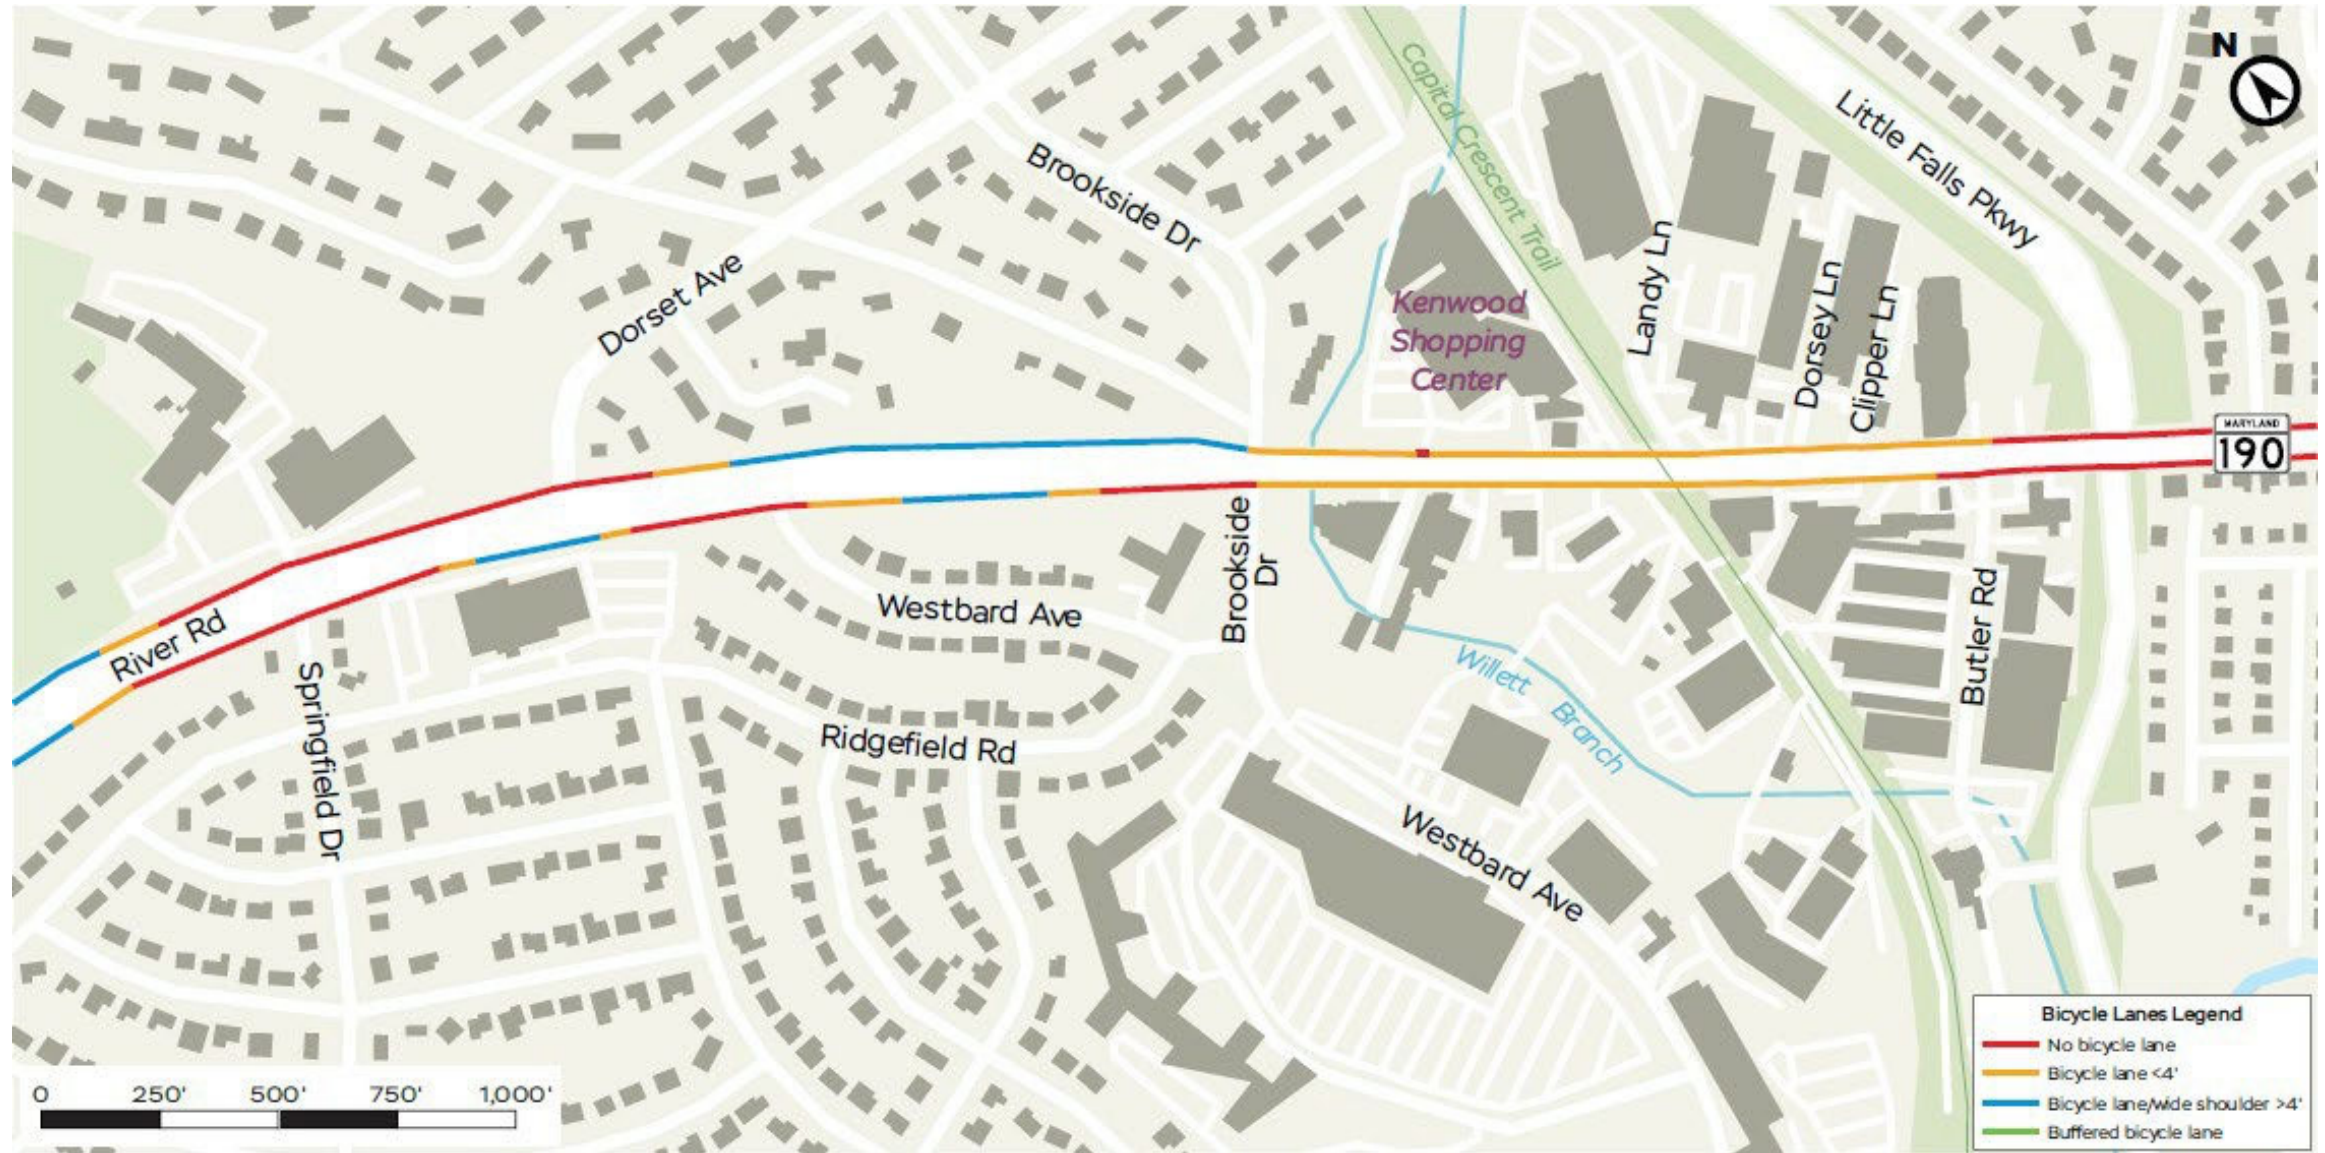 N
Capital Crescent Trail
Little Falls Pkwy
Brookside Dr
Landy Ln
Dorset Ave
Kenwood
Shopping
Center
Dorsey Ln
Clipper Ln
MARYLAND
190
Brookside
Dr
Westbard Ave
River Rd
Springfield Dr
Butler Rd
Willett
Branch
Ridgefield Rd
Westbard Ave
0 250' 500' 750' 1,000'
Bicycle Lanes Legend
No bicycle lane
Bicycle lane <4'
Bicycle lane/wide shoulder >4'
Buffered bicycle lane